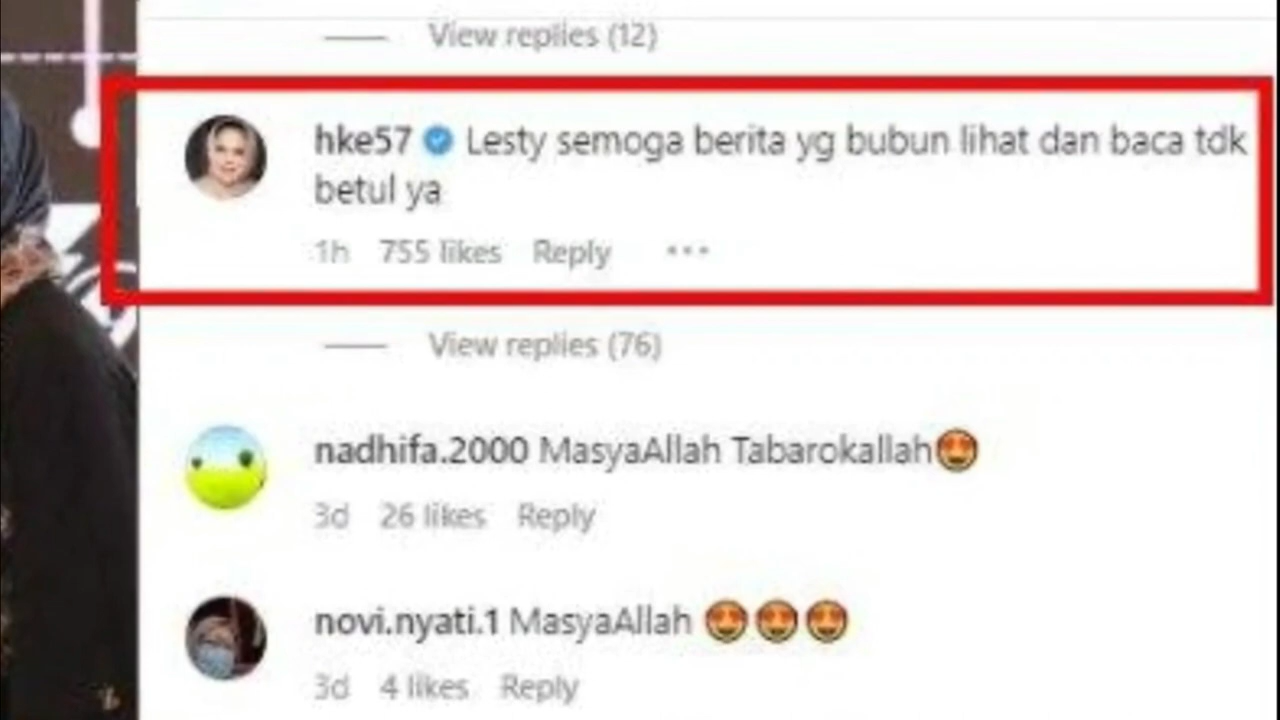 View replies (12)
hke57 Lesty semoga berita yg bubun lihat dan baca tdk
betul ya
1h 755 likes Reply ...
View replies (76)
nadhifa.2000 MasyaAllah Tabarokallah😍
3d 26 likes Reply
novi.nyati.1 MasyaAllah 😍😍😍
3d 4 likes Reply